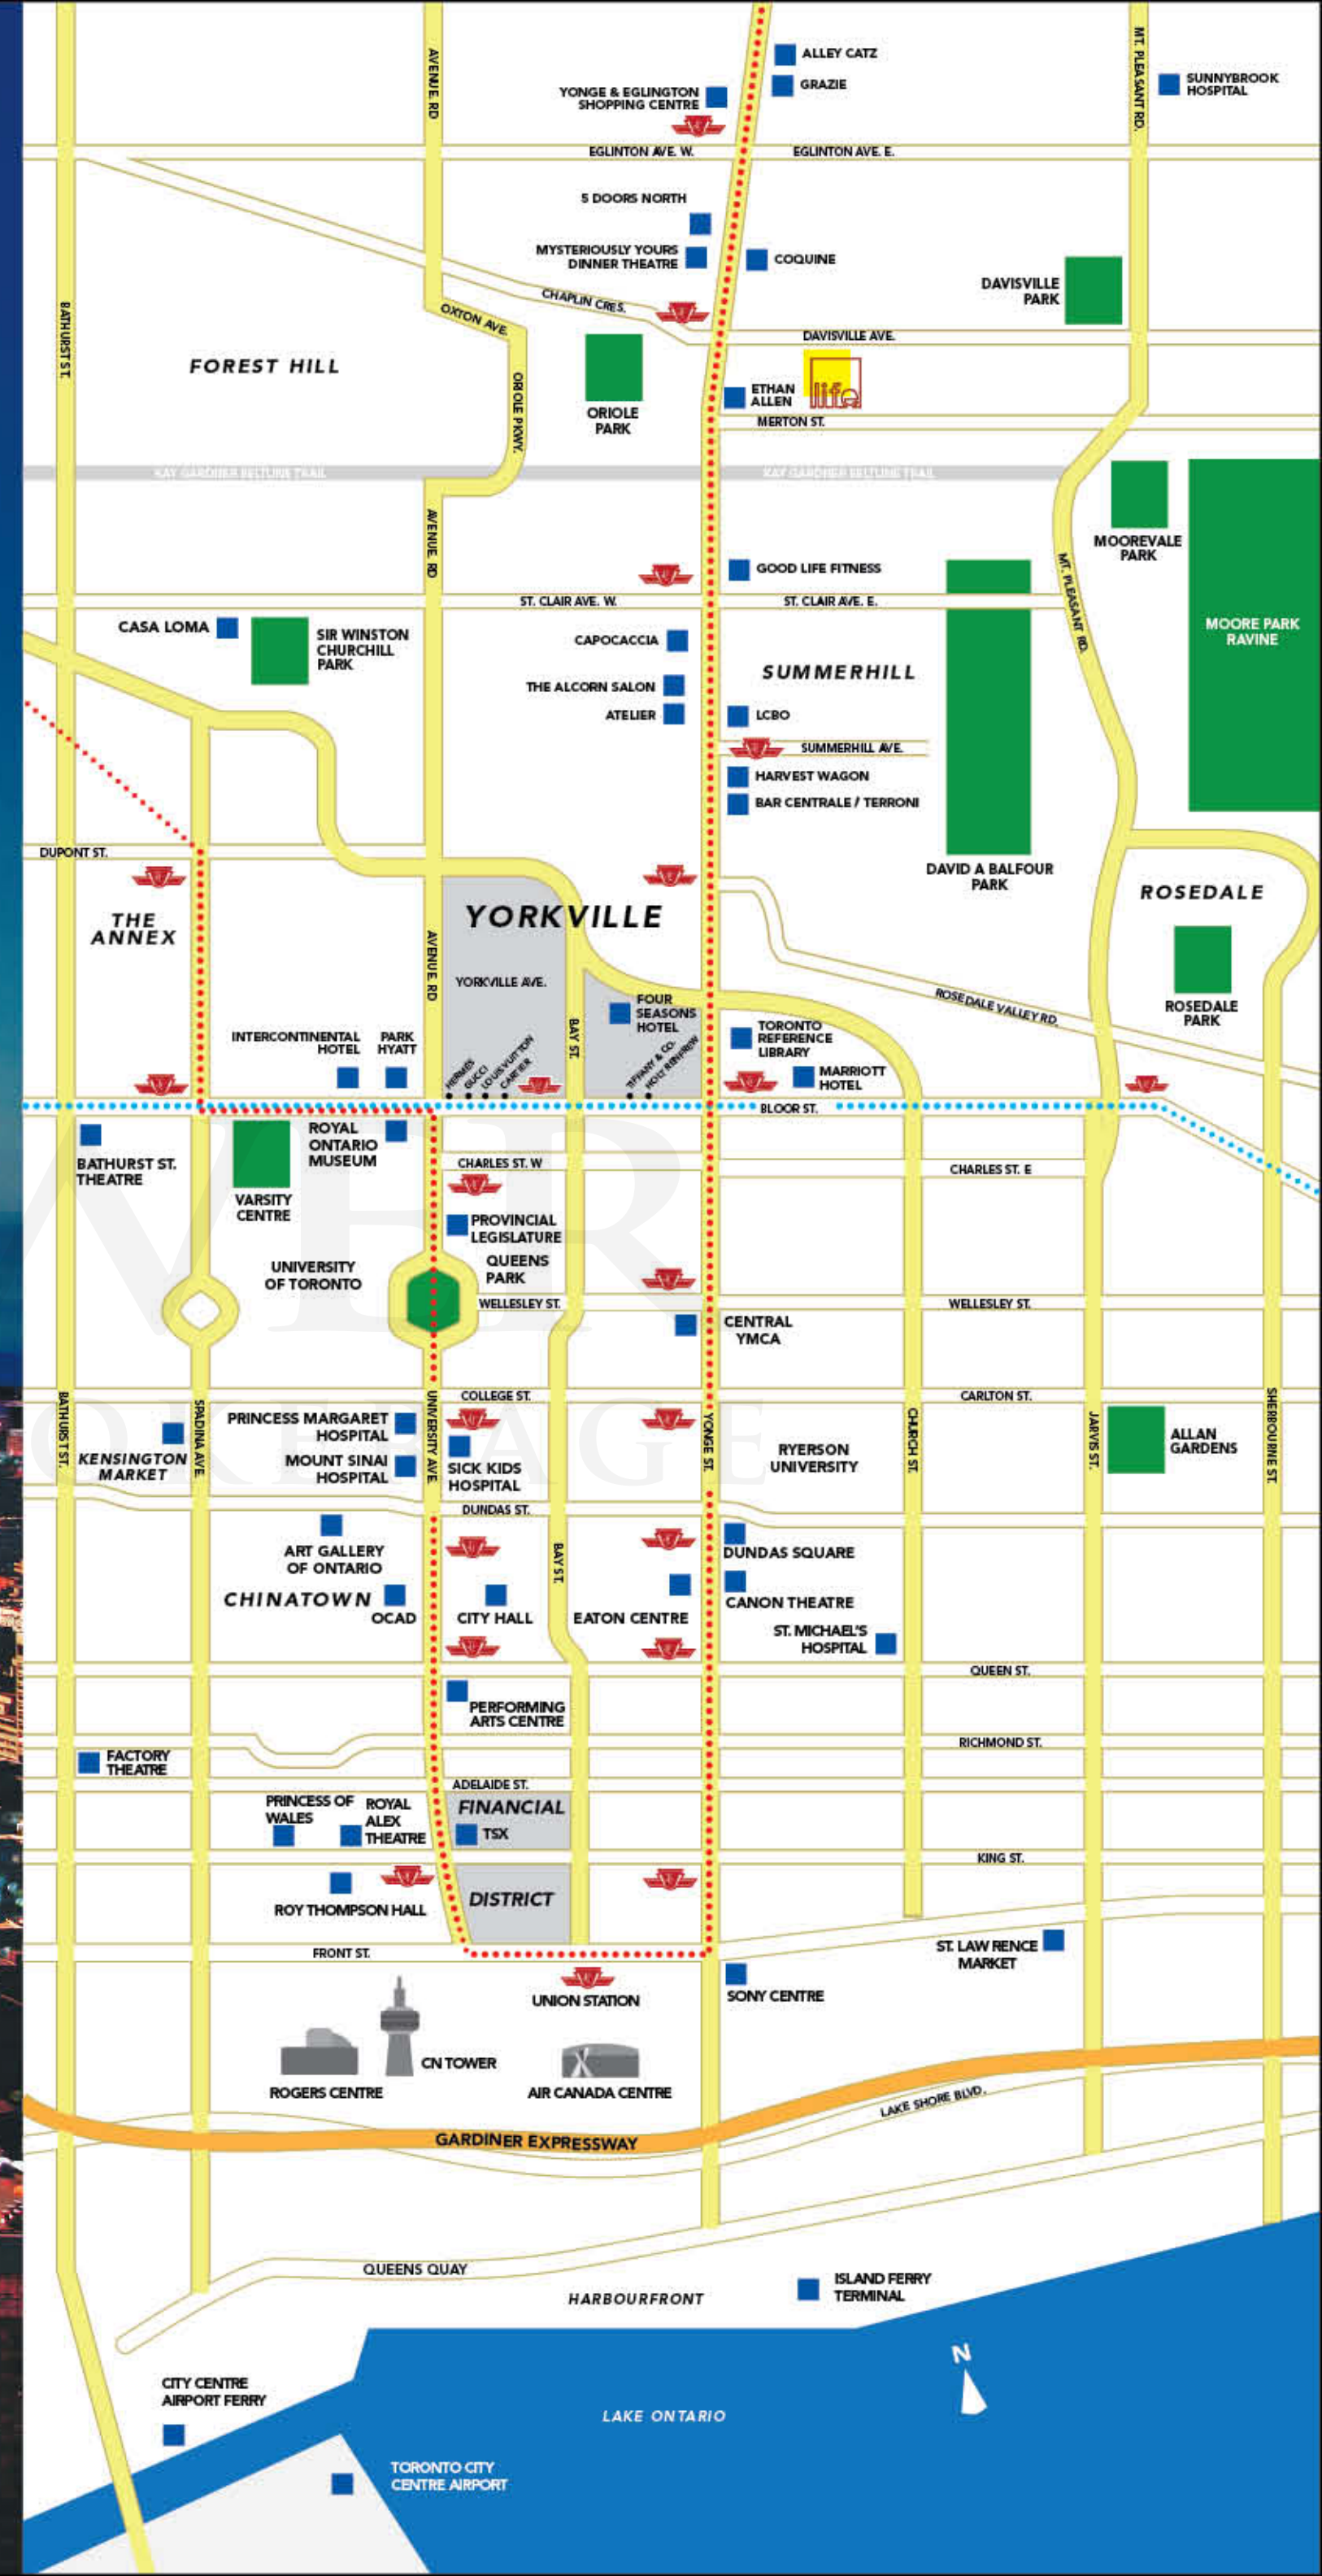 AVENUE. RD
MT. PLEASANT RD.
ALLEY CATZ
GRAZIE
YONGE & EGLINGTON
SHOPPING CENTRE
SUNNYBROOK
HOSPITAL
EGLINTON AVE. W.
EGLINTON AVE. E.
5 DOORS NORTH
MYSTERIOUSLY YOURS
DINNER THEATRE
COQUINE
DAVISVILLE
PARK
CHAPLIN CRES.
OXTON AVE.
BATHURST ST.
DAVISVILLE AVE.
FOREST HILL
ORIOLE PKWY.
ORIOLE
PARK
ETHAN
ALLEN
life
MERTON ST.
KAY GARDNER BELTLINE TRAIL
KAY GARDNER BELTLINE TRAIL
AVENUE. RD
MOOREVALE
PARK
MT. PLEASANT RD.
GOOD LIFE FITNESS
ST. CLAIR AVE. W.
ST. CLAIR AVE. E.
CASA LOMA
SIR WINSTON
CHURCHILL
PARK
CAPOCACCIA
MOORE PARK
RAVINE
SUMMERHILL
THE ALCORN SALON
ATELIER
LCBO
SUMMERHILL AVE.
HARVEST WAGON
BAR CENTRALE / TERRONI
DUPONT ST.
DAVID A BALFOUR
PARK
ROSEDALE
THE
ANNEX
YORKVILLE
AVENUE. RD
YORKVILLE AVE.
ROSEDALE VALLEY RD.
ROSEDALE
PARK
FOUR
SEASONS
HOTEL
BAY ST.
TORONTO
REFERENCE
LIBRARY
INTERCONTINENTAL
HOTEL
PARK
HYATT
HERMES
GUCCI
LOUIS VUITTON
CARTIER
TIFFANY & CO.
HOLT RENFREW
MARRIOTT
HOTEL
BLOOR ST.
BATHURST ST.
THEATRE
ROYAL
ONTARIO
MUSEUM
CHARLES ST. W
CHARLES ST. E
VARSITY
CENTRE
PROVINCIAL
LEGISLATURE
UNIVERSITY
OF TORONTO
QUEENS
PARK
WELLESLEY ST.
WELLESLEY ST.
CENTRAL
YMCA
COLLEGE ST.
CARLTON ST.
BATHURST ST.
SPADINA AVE.
UNIVERSITY AVE.
YONGE ST.
CHURCH ST.
JARVIS ST.
SHERBOURNE ST.
PRINCESS MARGARET
HOSPITAL
KENSINGTON
MARKET
MOUNT SINAI
HOSPITAL
SICK KIDS
HOSPITAL
RYERSON
UNIVERSITY
ALLAN
GARDENS
DUNDAS ST.
ART GALLERY
OF ONTARIO
BAY ST.
DUNDAS SQUARE
CHINATOWN
OCAD
CITY HALL
EATON CENTRE
CANON THEATRE
ST. MICHAEL'S
HOSPITAL
QUEEN ST.
PERFORMING
ARTS CENTRE
RICHMOND ST.
FACTORY
THEATRE
ADELAIDE ST.
PRINCESS OF
WALES
ROYAL
ALEX
THEATRE
FINANCIAL
TSX
KING ST.
DISTRICT
ROY THOMPSON HALL
FRONT ST.
ST. LAW RENCE
MARKET
UNION STATION
SONY CENTRE
CN TOWER
ROGERS CENTRE
AIR CANADA CENTRE
LAKE SHORE BLVD.
GARDINER EXPRESSWAY
QUEENS QUAY
HARBOURFRONT
ISLAND FERRY
TERMINAL
N
CITY CENTRE
AIRPORT FERRY
LAKE ONTARIO
TORONTO CITY
CENTRE AIRPORT